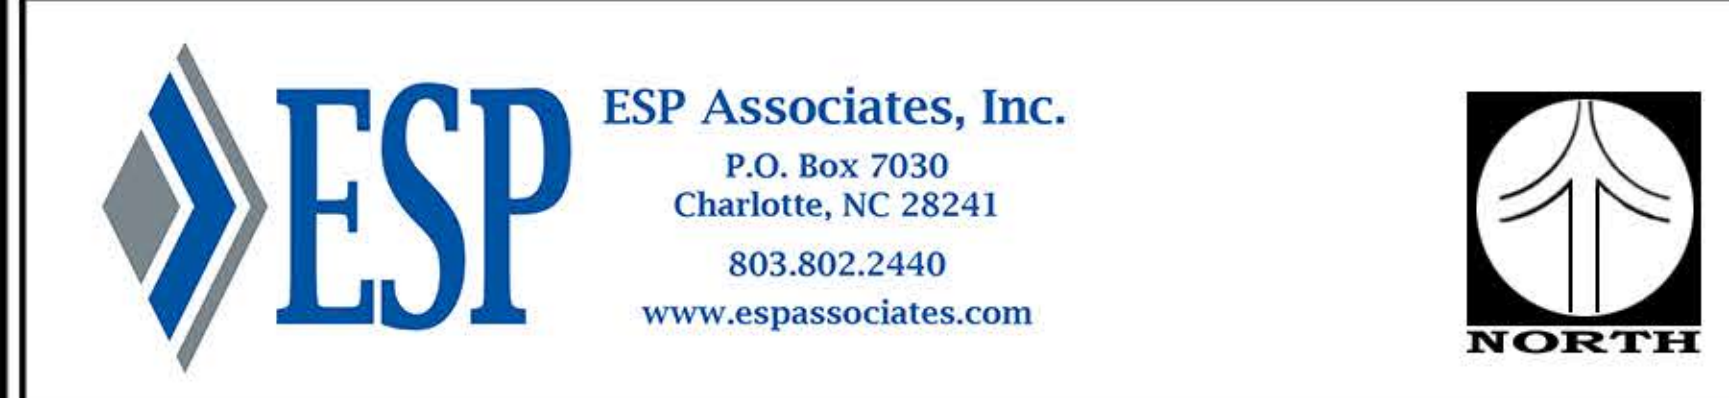 ESP
ESP Associates, Inc.
P.O. Box 7030
Charlotte, NC 28241
803.802.2440
www.espassociates.com
NORTH